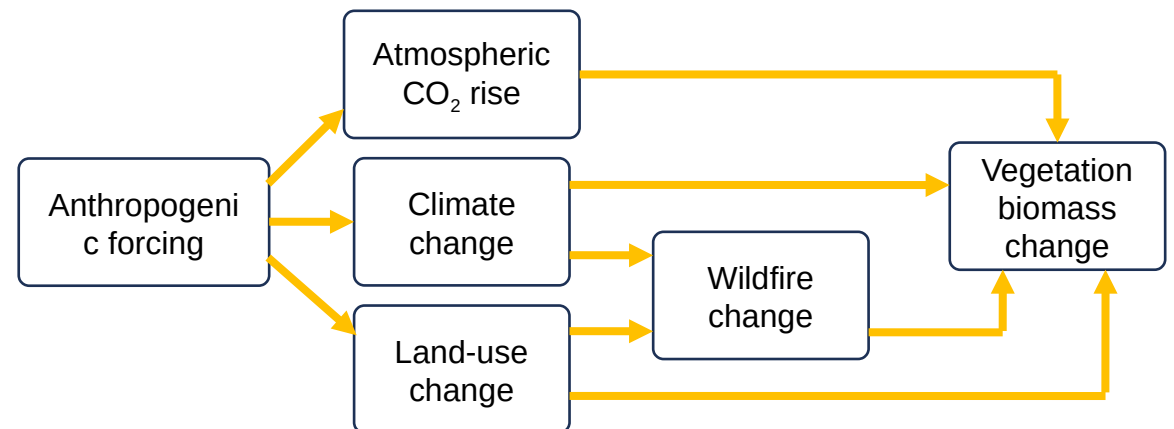 Atmospheric
CO₂ rise
Anthropogeni
c forcing
Climate
change
Vegetation
biomass
change
Wildfire
change
Land-use
change